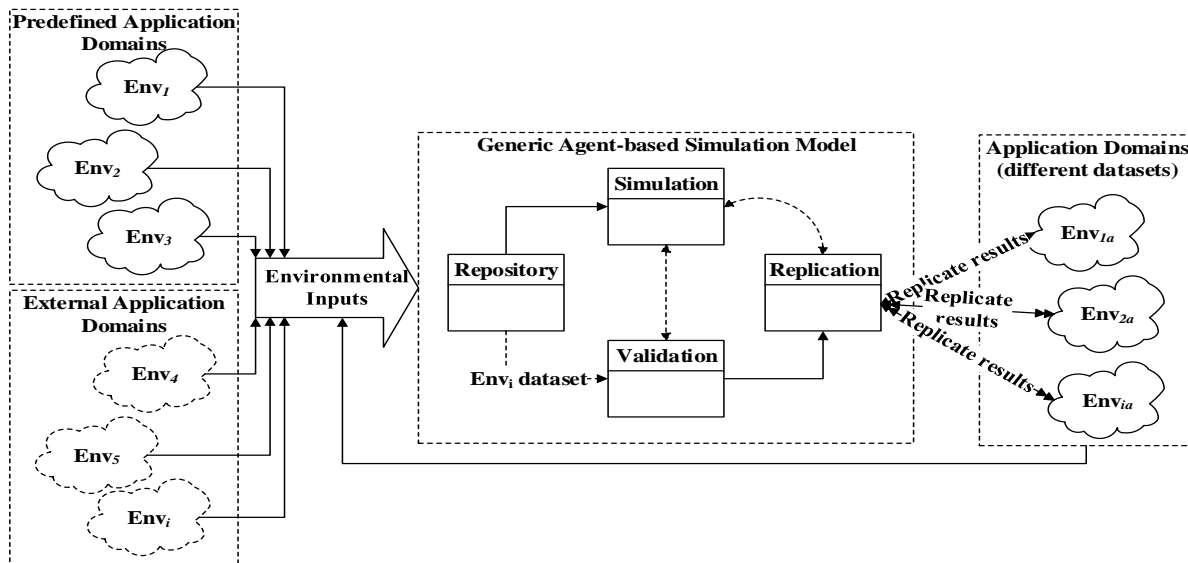 Predefined Application
Domains
Env1
Env2
Env3
External Application
Domains
Env4
Env5
Envi
Environmental
Inputs
Generic Agent-based Simulation Model
Simulation
Repository
Replication
Validation
Envi dataset
Application Domains
(different datasets)
Replicate results
Replicate
results
Replicate results
Env1a
Env2a
Envia